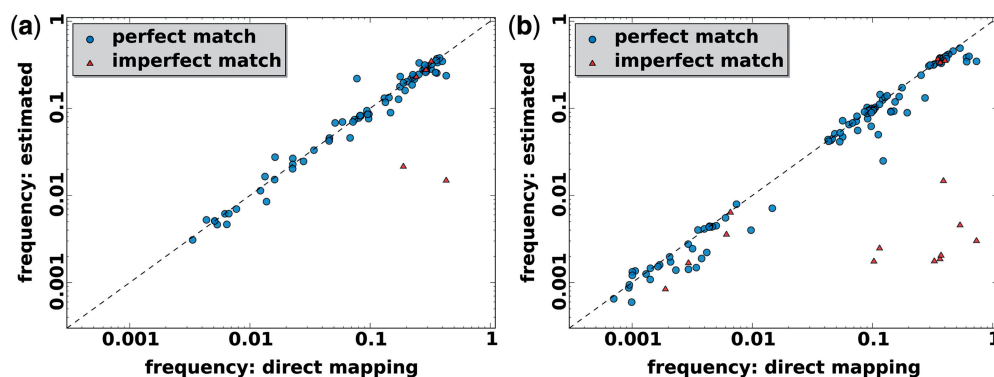 (a)
perfect match
imperfect match
frequency: estimated
1
0.1
0.01
0.001
0.001 0.01 0.1 1
frequency: direct mapping
(b)
perfect match
imperfect match
frequency: estimated
1
0.1
0.01
0.001
0.001 0.01 0.1 1
frequency: direct mapping